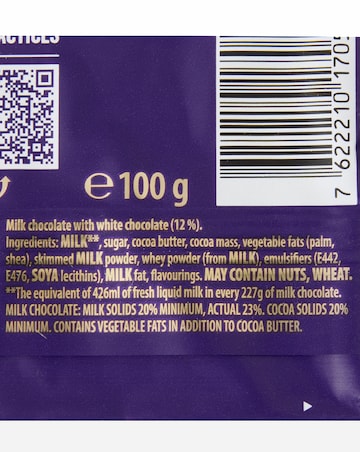 ℮ 100 g
7 622210 1705
Milk chocolate with white chocolate (12 %).
Ingredients: MILK**, sugar, cocoa butter, cocoa mass, vegetable fats (palm,
shea), skimmed MILK powder, whey powder (from MILK), emulsifiers (E442,
E476, SOYA lecithins), MILK fat, flavourings. MAY CONTAIN NUTS, WHEAT.
**The equivalent of 426ml of fresh liquid milk in every 227g of milk chocolate.
MILK CHOCOLATE: MILK SOLIDS 20% MINIMUM, ACTUAL 23%. COCOA SOLIDS 20%
MINIMUM. CONTAINS VEGETABLE FATS IN ADDITION TO COCOA BUTTER.